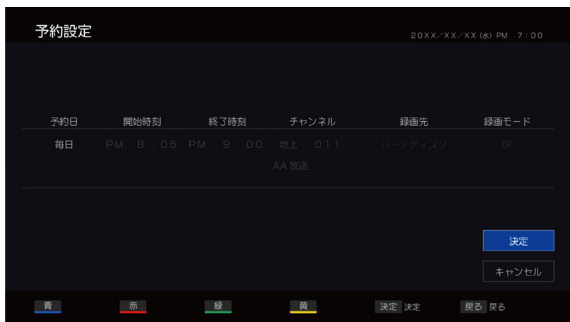 予約設定
20XX/XX/XX (水) PM 7:00
予約日 開始時刻 終了時刻 チャンネル 録画先 録画モード
毎日 PM 8:05 PM 9:00 地上 011 ハードディスク DR
AA 放送
決定
キャンセル
青 赤 緑 黄 決定 決定 戻る 戻る